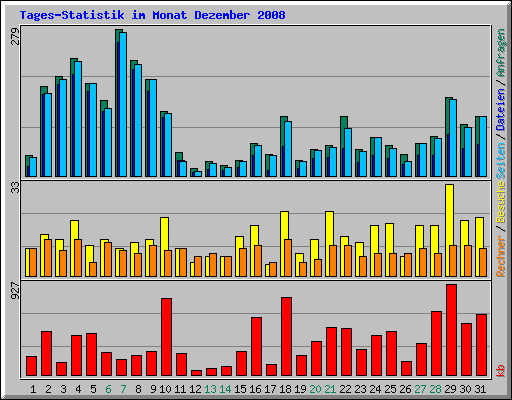 Tages-Statistik im Monat Dezember 2008
279
33
927
Rechner / Besuche Seiten / Dateien / Anfragen
kb
1 2 3 4 5 6 7 8 9 10 11 12 13 14 15 16 17 18 19 20 21 22 23 24 25 26 27 28 29 30 31